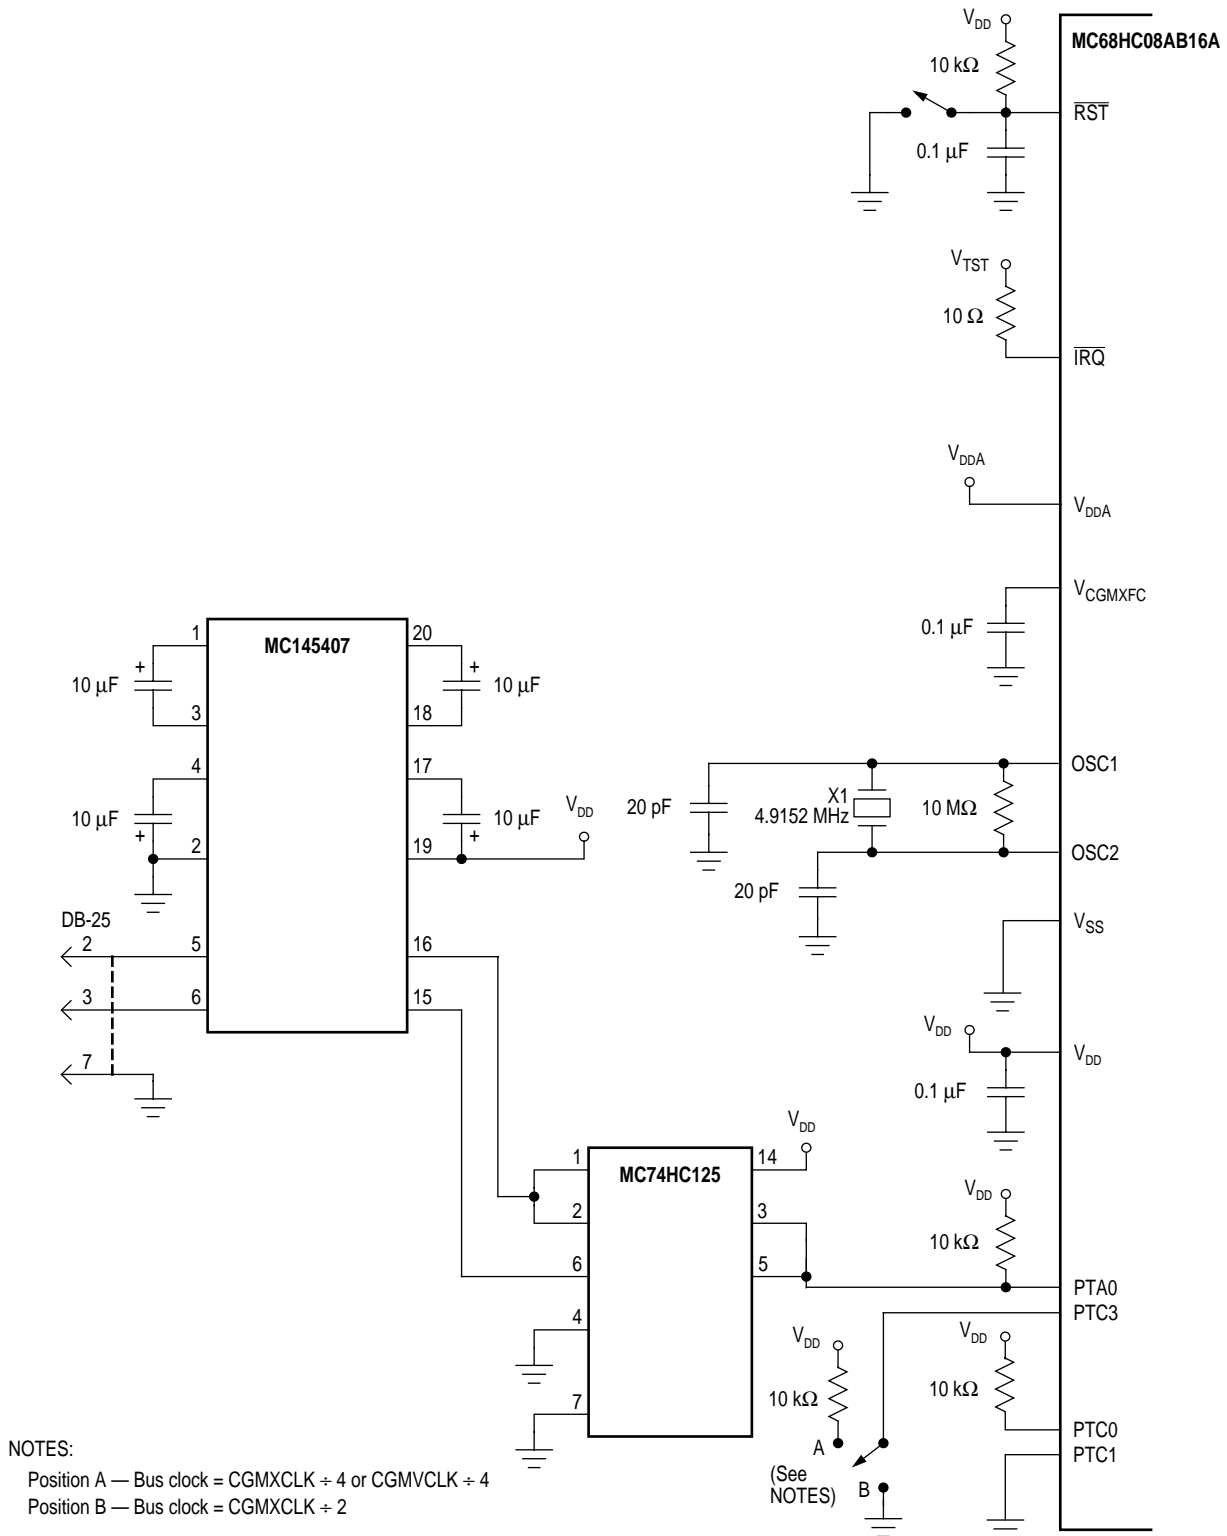 V_DD
MC68HC08AB16A
10 kΩ
RST
0.1 µF
V_TST
10 Ω
IRQ
V_DDA
V_DDA
V_CGMXFC
0.1 µF
MC145407
1
20
+
10 µF
+
10 µF
3
18
4
17
10 µF
+
10 µF
+
V_DD
2
19
OSC1
20 pF
X1
4.9152 MHz
10 MΩ
OSC2
20 pF
DB-25
2
5
16
V_SS
3
6
15
V_DD
V_DD
7
0.1 µF
V_DD
MC74HC125
1
14
2
3
V_DD
10 kΩ
6
5
PTA0
PTC3
4
V_DD
10 kΩ
V_DD
10 kΩ
7
PTC0
PTC1
A
(See
NOTES)
B
NOTES:
Position A — Bus clock = CGMXCLK ÷ 4 or CGMVCLK ÷ 4
Position B — Bus clock = CGMXCLK ÷ 2